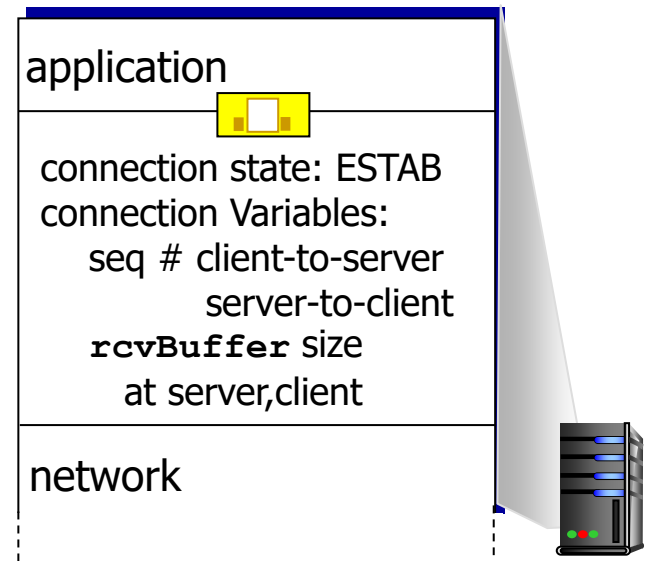 application
connection state: ESTAB
connection Variables:
seq # client-to-server
server-to-client
rcvBuffer size
at server,client
network